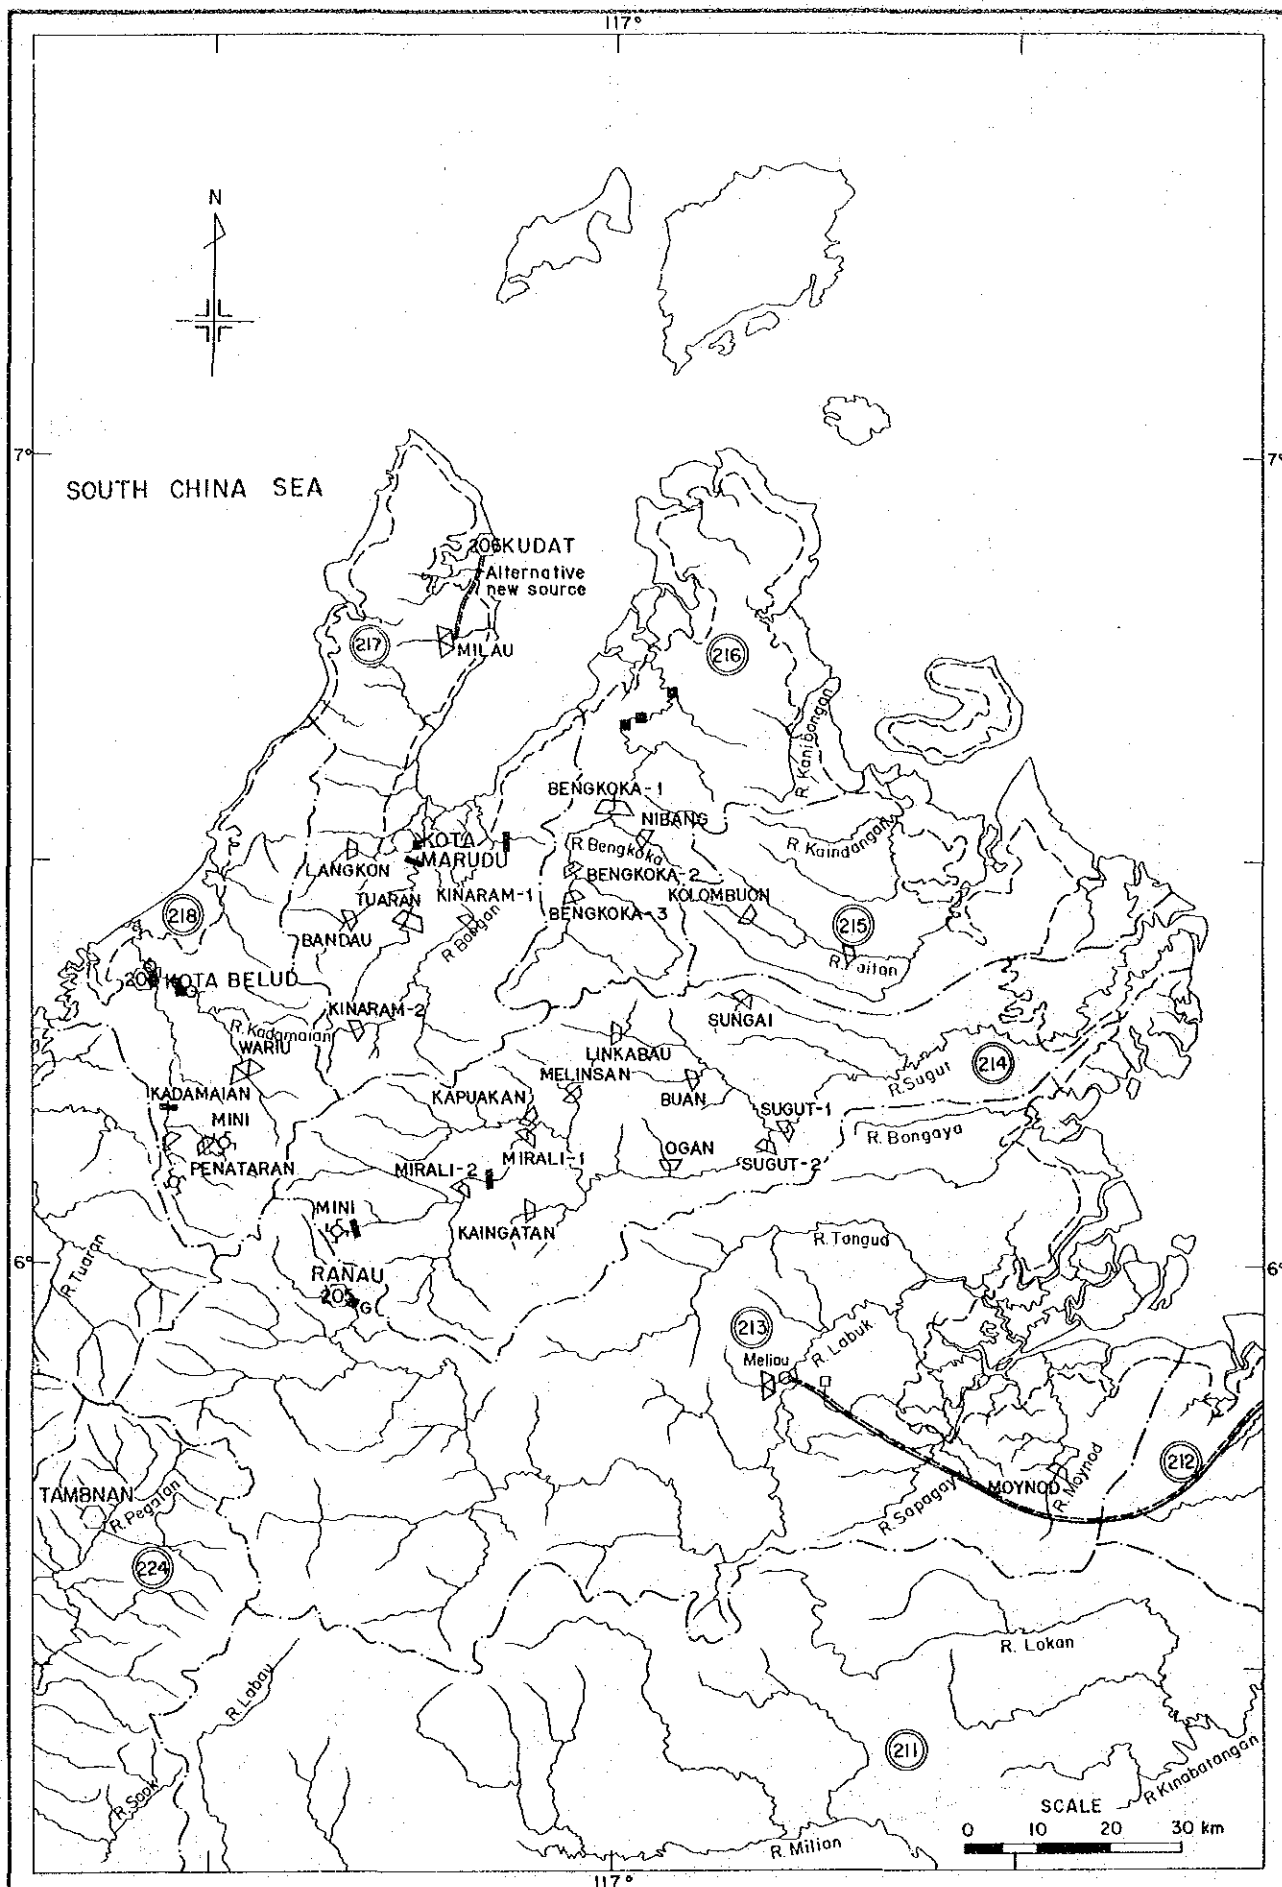 117°
N
7°
7°
SOUTH CHINA SEA
206 KUDAT
Alternative
new source
217
MILAU
216
R. Kanibongan
BENGKOKA-1
NIBANG
R. Bengkoka
R. Kaindangan
KOTA
MARUDU
LANGKON
BENGKOKA-2
TUARAN
KINARAM-1
KOLOMBUON
BENGKOKA-3
218
BANDAU
R. Bongan
215
R. Paitan
KOTA BELUD
KINARAM-2
SUNGAI
R. Kadamaian
WARIU
LINKABAU
214
MELINSAN
R. Sugut
KADAMAIAN
KAPUAKAN
BUAN
SUGUT-1
MINI
R. Bongaya
OGAN
PENATARAN
MIRALI-2
MIRALI-1
SUGUT-2
MINI
KAINGATAN
R. Tangud
R. Tuaran
6°
6°
RANAU
205
G
213
R. Labuk
Meliau
212
MOYNOD
R. Moynod
TAMBNAN
R. Pegalan
R. Sapagay
224
R. Lokan
R. Labau
211
R. Kinabatangan
R. Sook
SCALE
0 10 20 30 km
R. Milian
117°